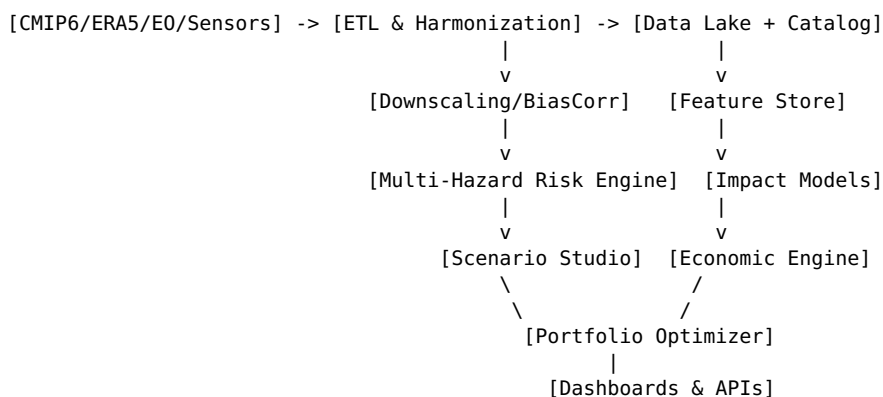 [CMIP6/ERA5/EO/Sensors] -> [ETL & Harmonization] -> [Data Lake + Catalog]
| |
v v
[Downscaling/BiasCorr] [Feature Store]
| |
v v
[Multi-Hazard Risk Engine] [Impact Models]
| |
v v
[Scenario Studio] [Economic Engine]
\ /
\ /
[Portfolio Optimizer]
|
[Dashboards & APIs]